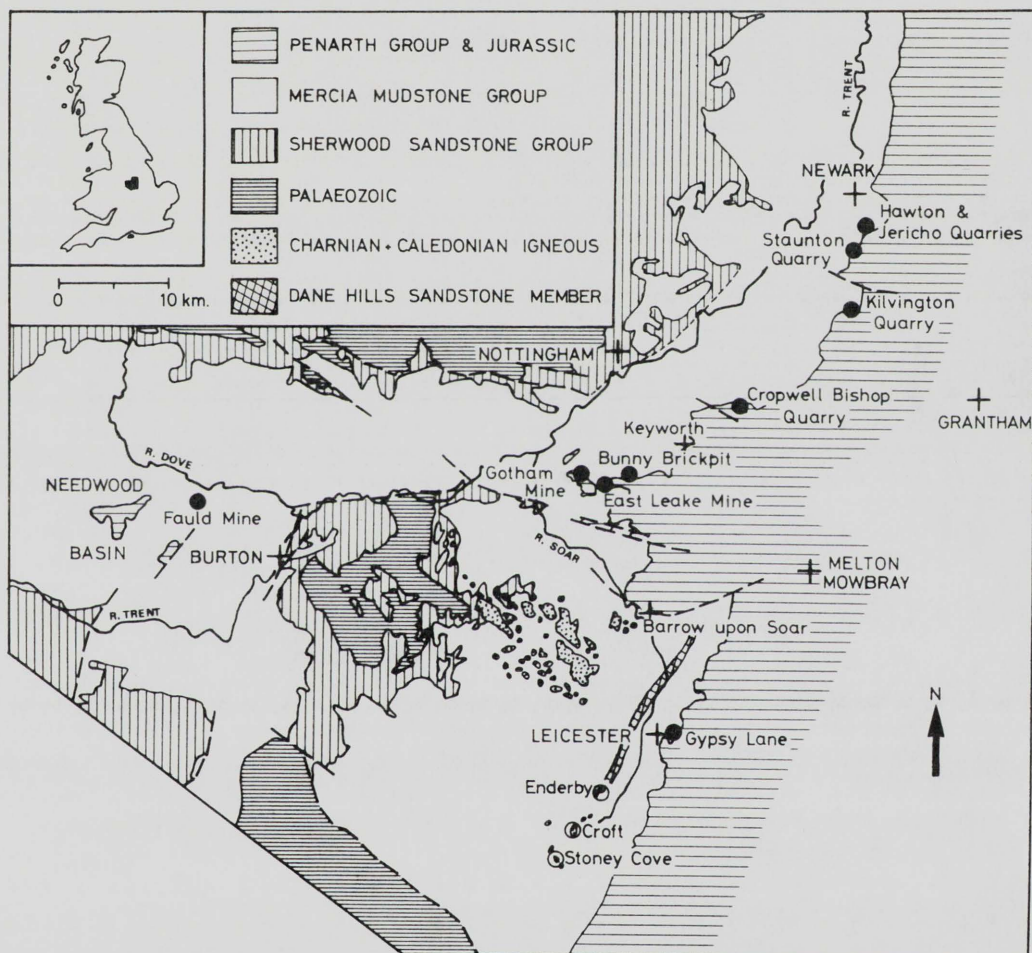 PENARTH GROUP & JURASSIC
MERCIA MUDSTONE GROUP
SHERWOOD SANDSTONE GROUP
PALAEOZOIC
CHARNIAN + CALEDONIAN IGNEOUS
DANE HILLS SANDSTONE MEMBER
0 10 km.
R. TRENT
NEWARK
Hawton &
Jericho Quarries
Staunton
Quarry
Kilvington
Quarry
NOTTINGHAM
Cropwell Bishop
Quarry
GRANTHAM
Keyworth
R. DOVE
Bunny Brickpit
Gotham
Mine
East Leake Mine
NEEDWOOD
BASIN
Fauld Mine
BURTON
R. SOAR
MELTON
MOWBRAY
R. TRENT
Barrow upon Soar
N
LEICESTER
Gypsy Lane
Enderby
Croft
Stoney Cove